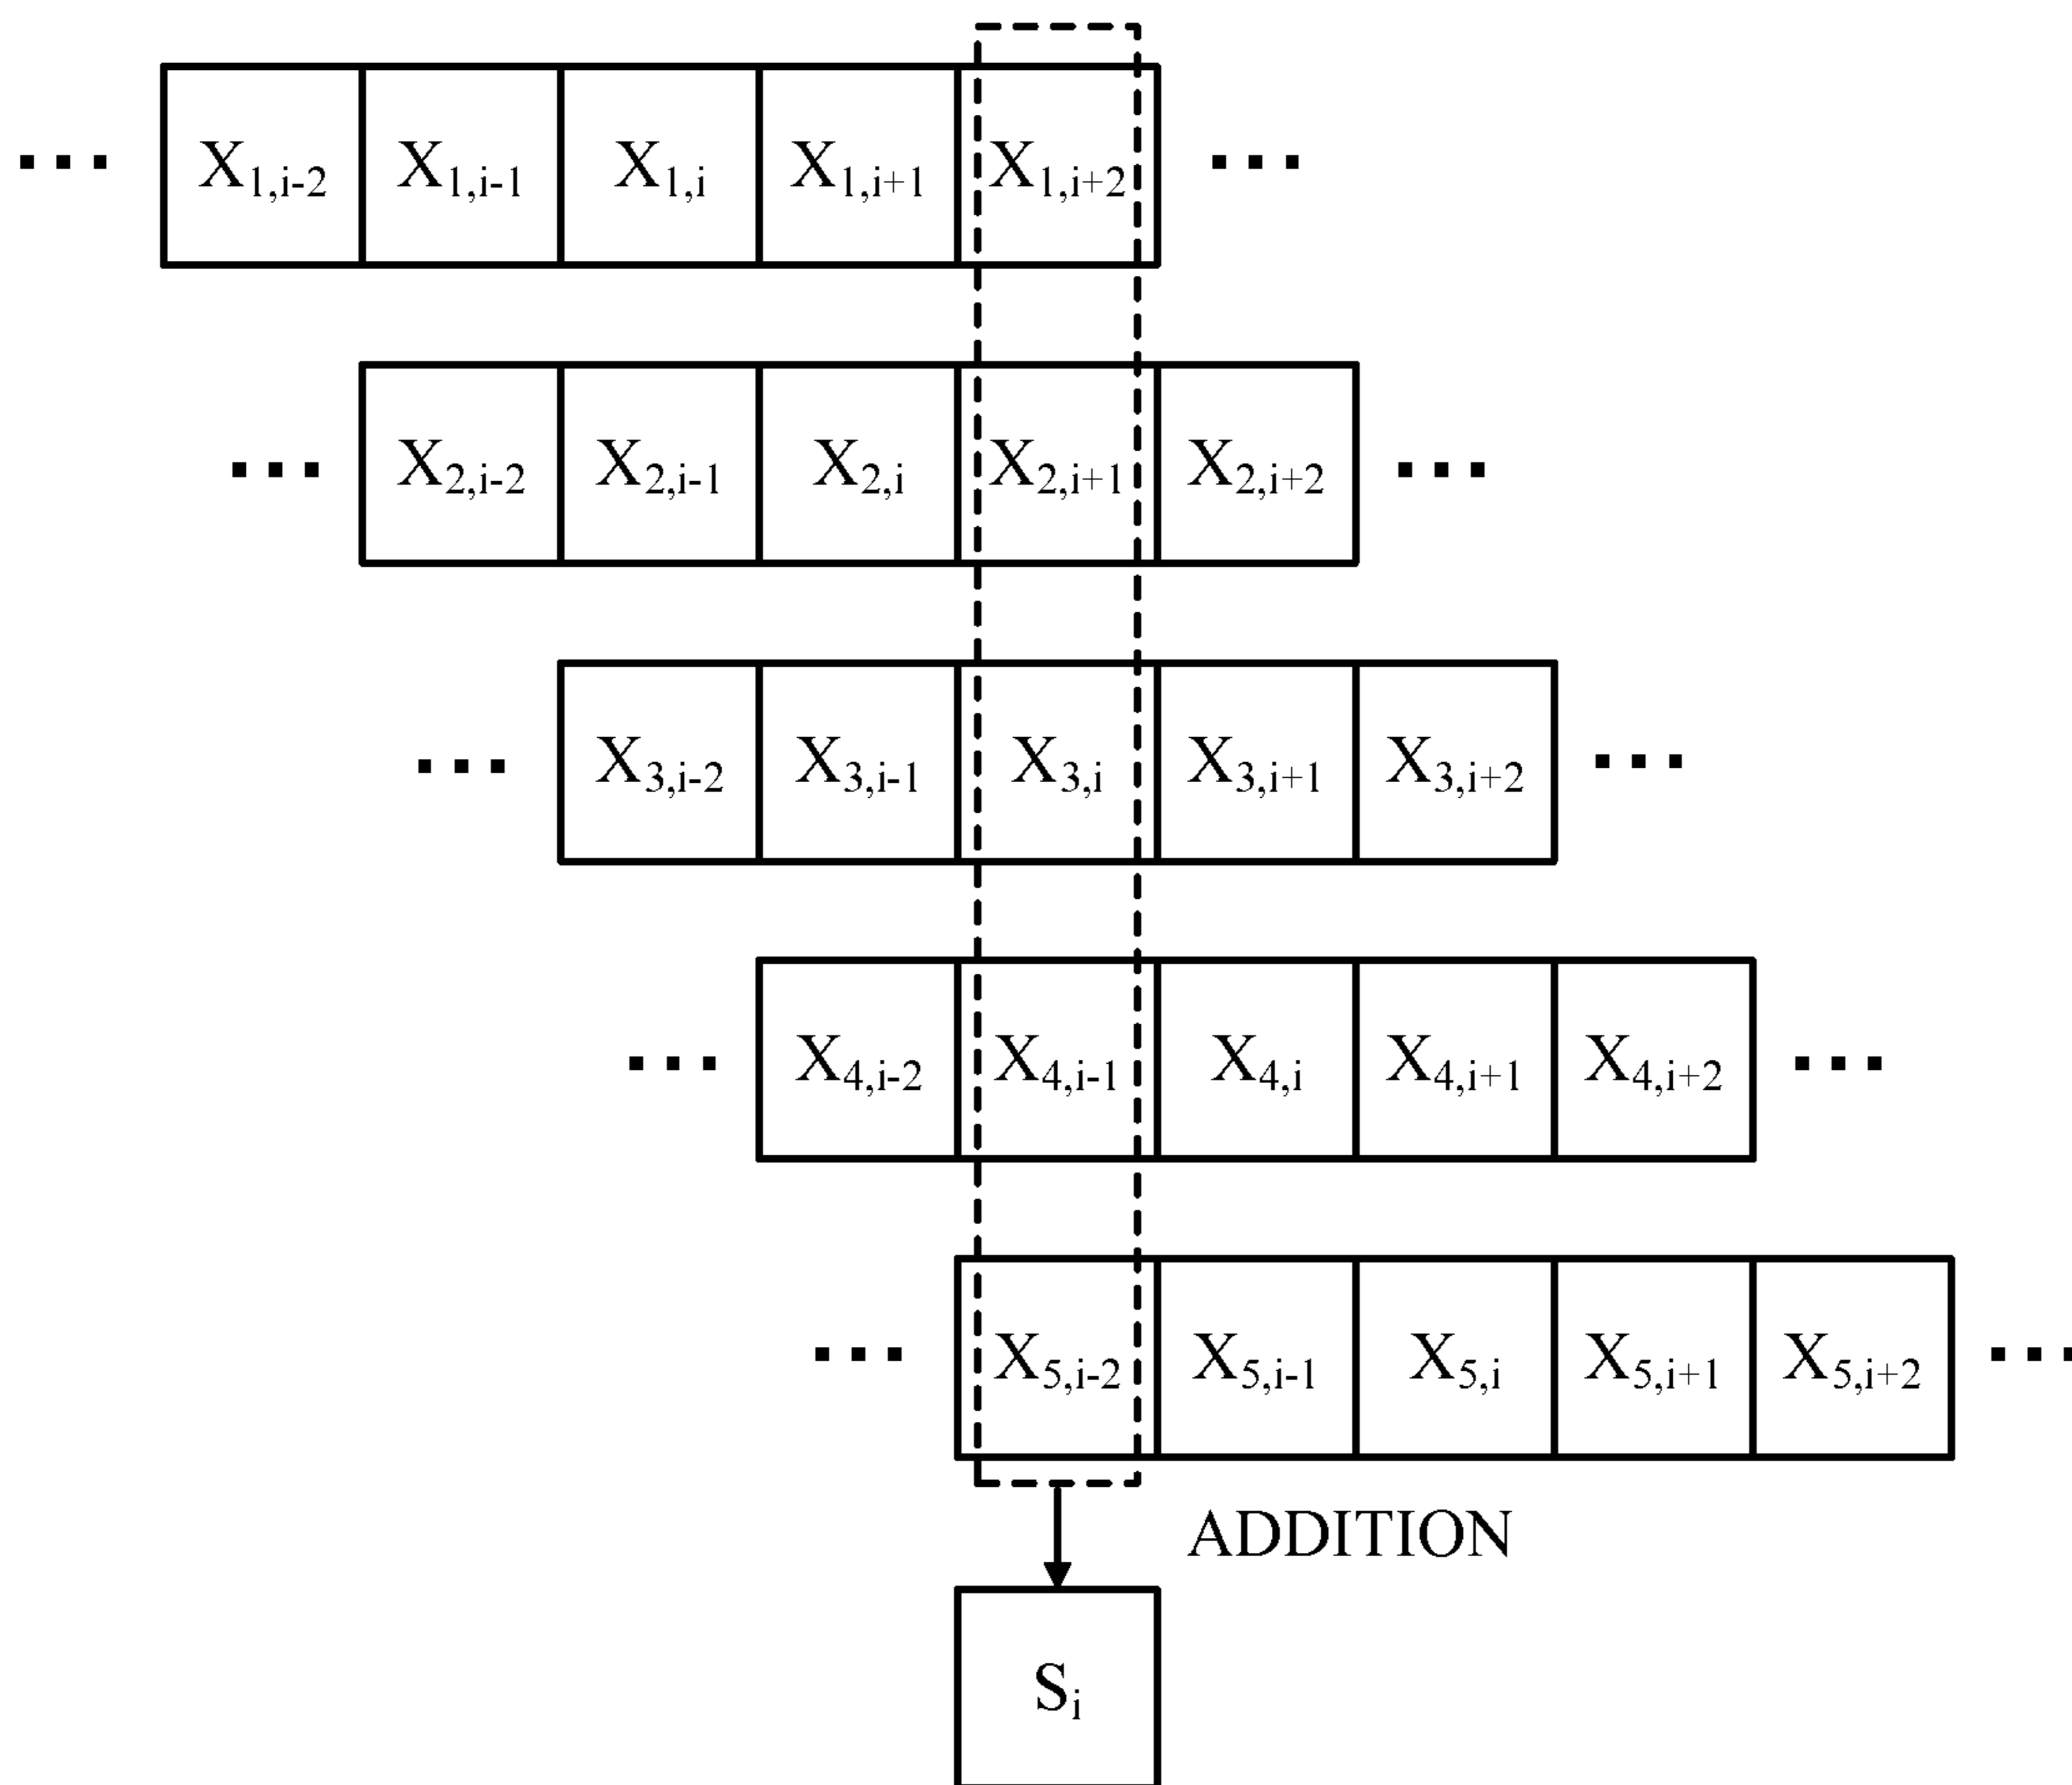 ... X1,i-2 X1,i-1 X1,i X1,i+1 X1,i+2 ...
... X2,i-2 X2,i-1 X2,i X2,i+1 X2,i+2 ...
... X3,i-2 X3,i-1 X3,i X3,i+1 X3,i+2 ...
... X4,i-2 X4,i-1 X4,i X4,i+1 X4,i+2 ...
... X5,i-2 X5,i-1 X5,i X5,i+1 X5,i+2 ...
ADDITION
Si